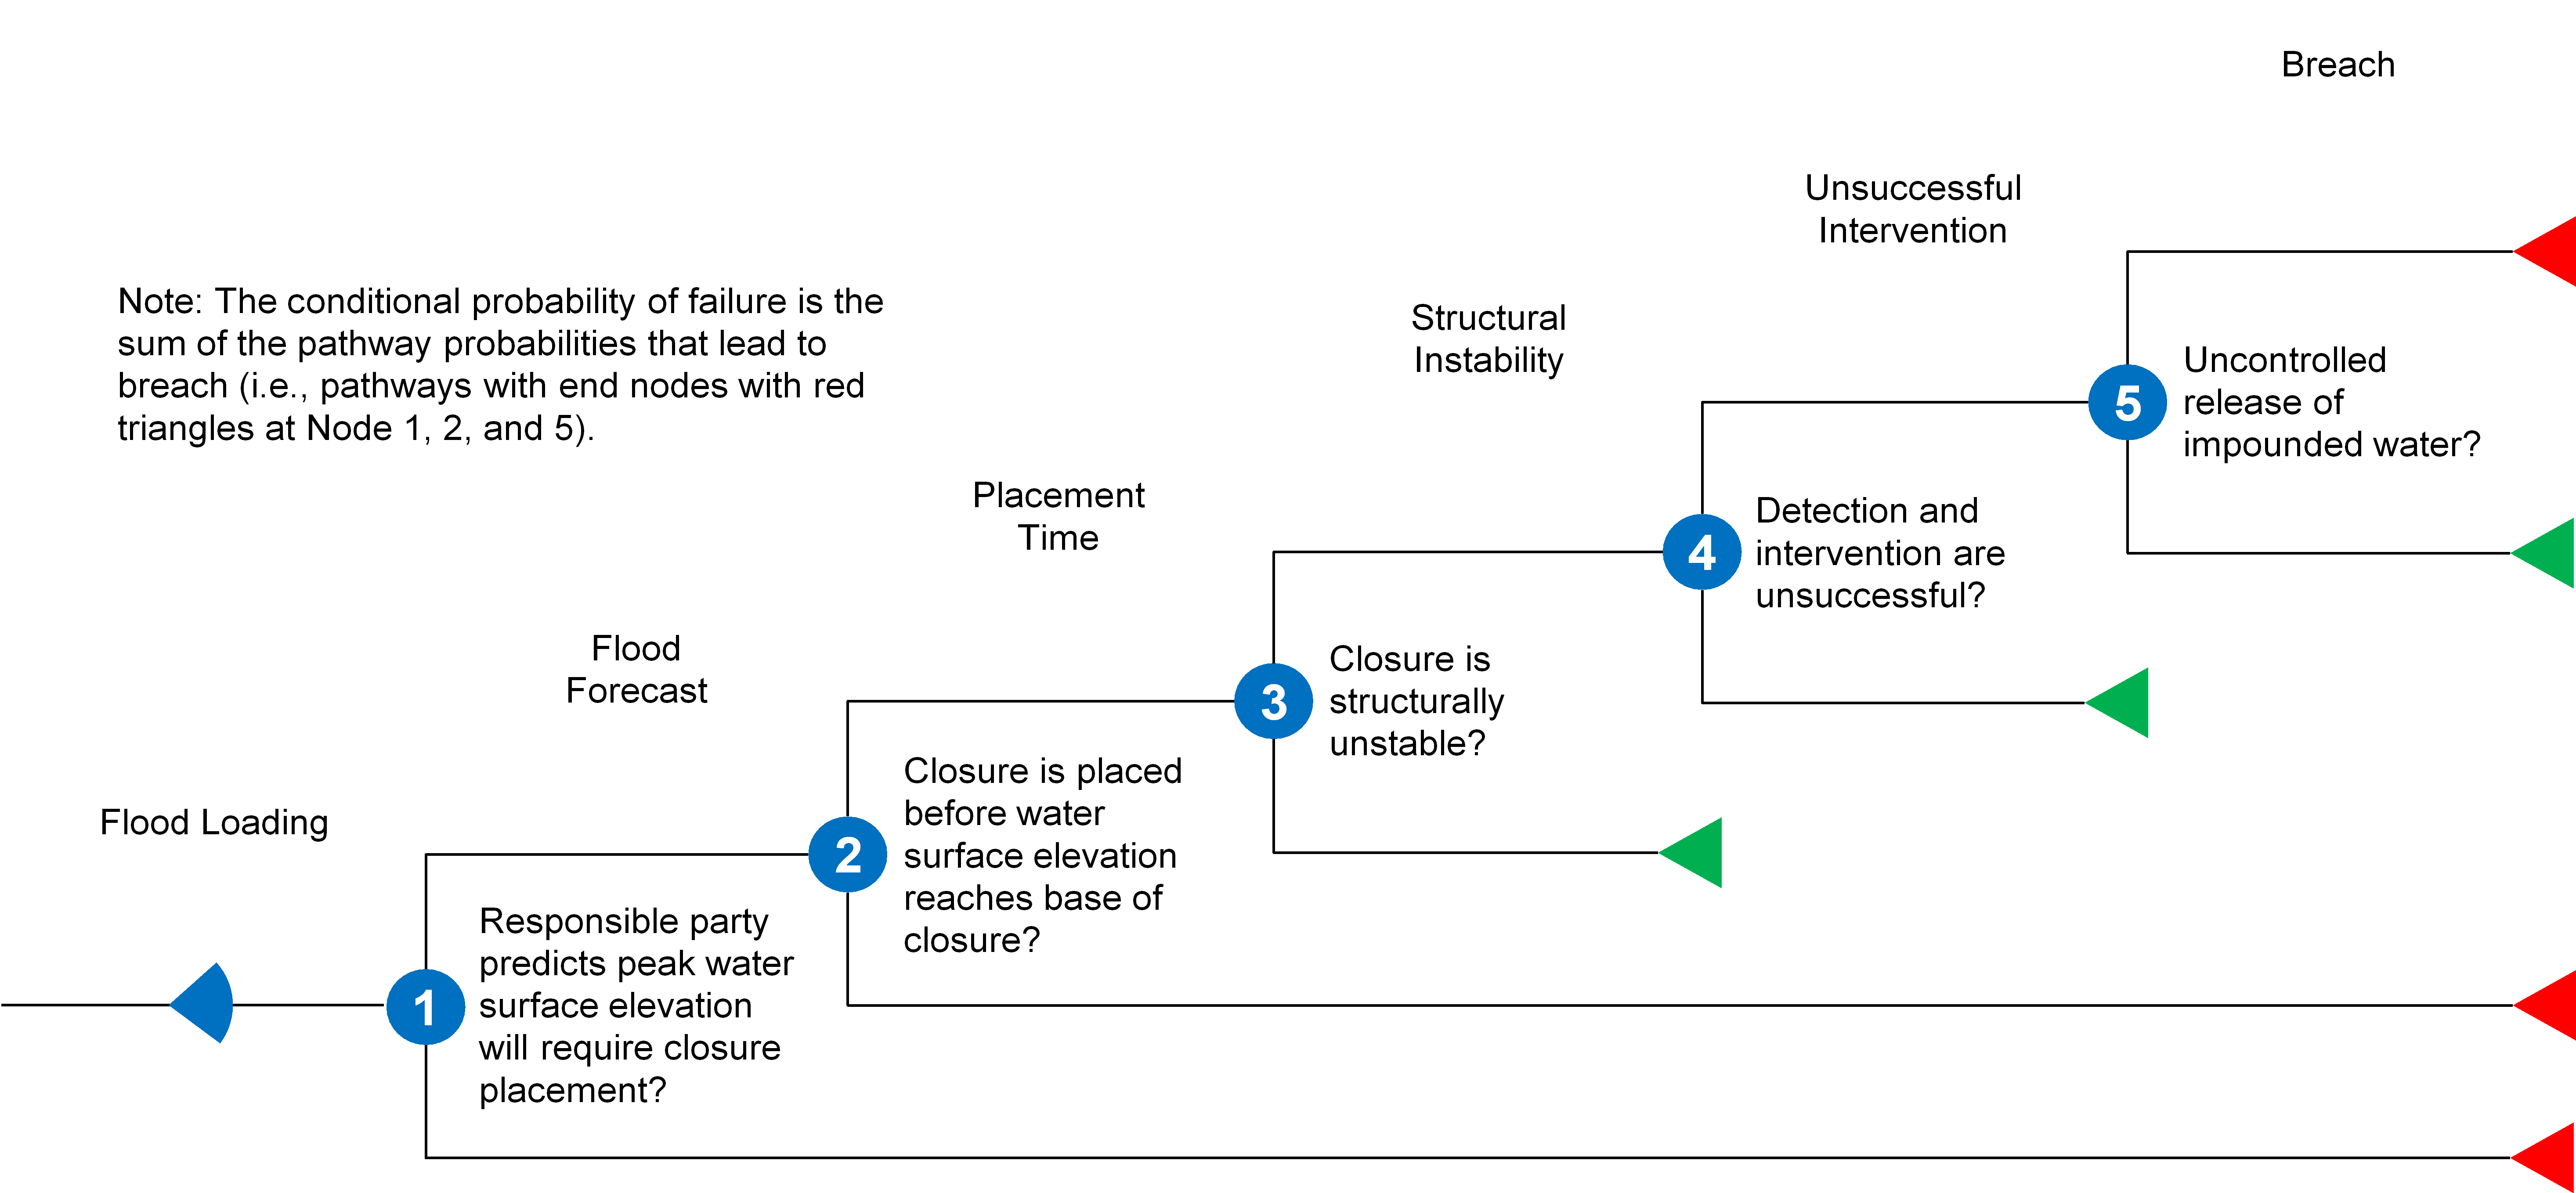 Breach
Unsuccessful
Intervention
Note: The conditional probability of failure is the
sum of the pathway probabilities that lead to
breach (i.e., pathways with end nodes with red
triangles at Node 1, 2, and 5).
Structural
Instability
5
Uncontrolled
release of
impounded water?
Placement
Time
4
Detection and
intervention are
unsuccessful?
Flood
Forecast
3
Closure is
structurally
unstable?
Flood Loading
2
Closure is placed
before water
surface elevation
reaches base of
closure?
1
Responsible party
predicts peak water
surface elevation
will require closure
placement?